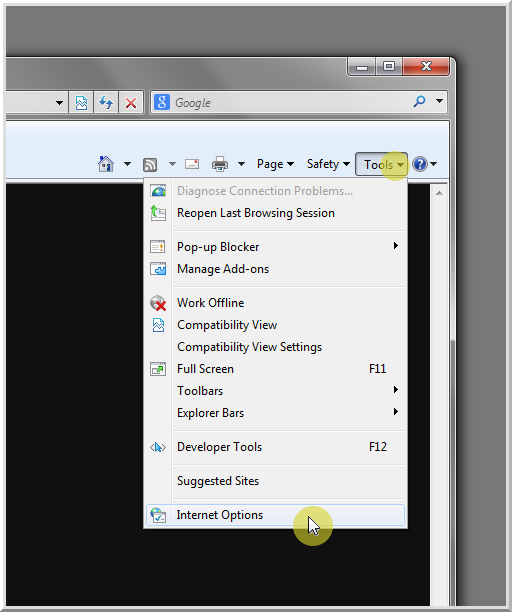 Google
Page
Safety
Tools
Diagnose Connection Problems...
Reopen Last Browsing Session
Pop-up Blocker
Manage Add-ons
Work Offline
Compatibility View
Compatibility View Settings
Full Screen F11
Toolbars
Explorer Bars
Developer Tools F12
Suggested Sites
Internet Options